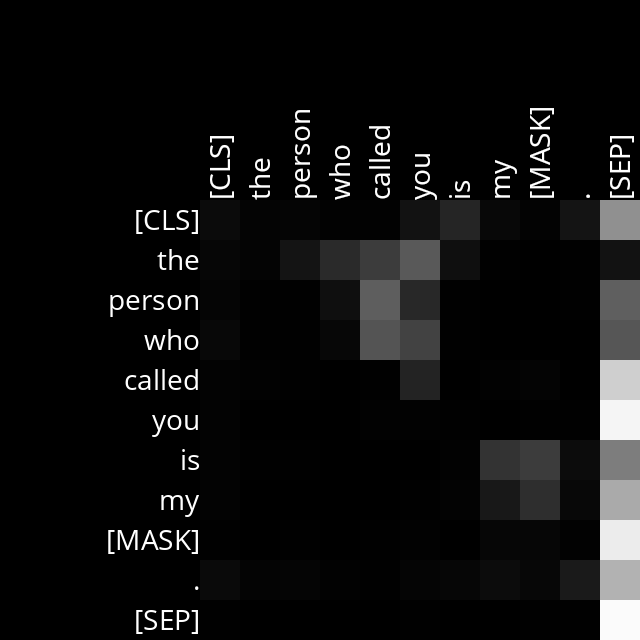 [CLS] the person who called you is my [MASK] . [SEP]
[CLS]
the
person
who
called
you
is
my
[MASK]
.
[SEP]